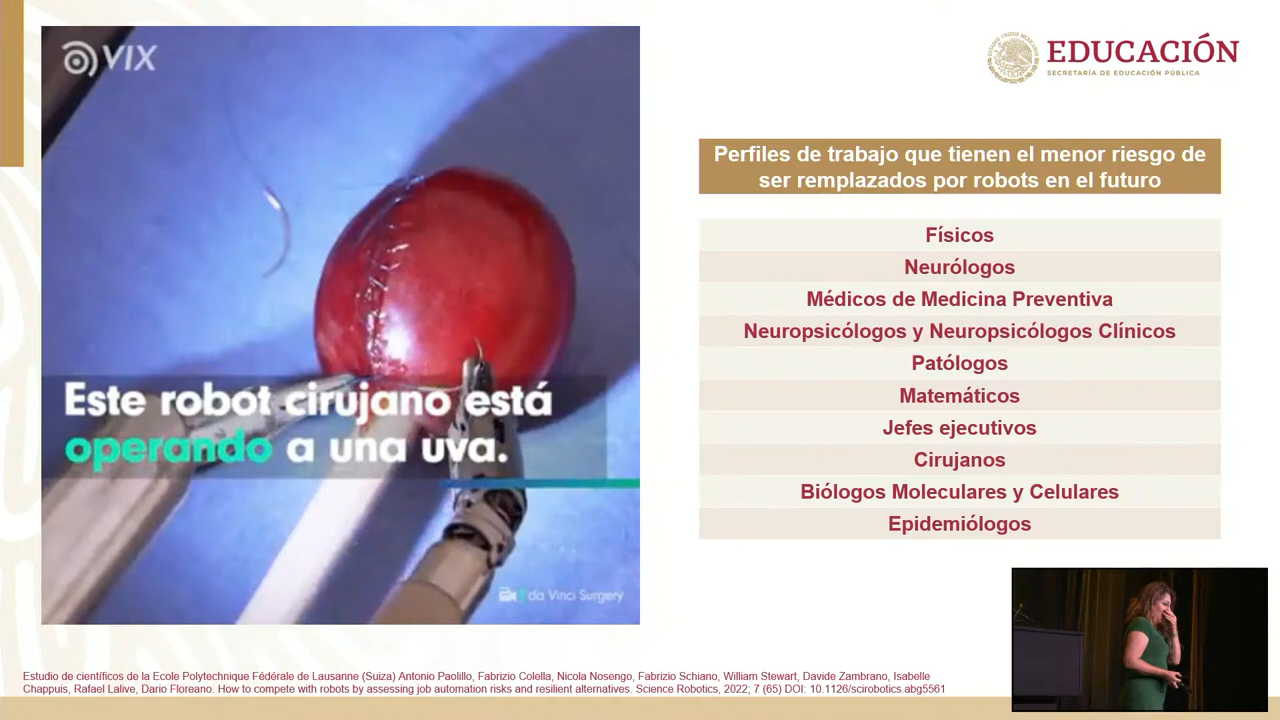 VIX
Este robot cirujano está
operando a una uva.
da Vinci Surgery
ESTADOS UNIDOS MEXICANOS
EDUCACIÓN
SECRETARÍA DE EDUCACIÓN PÚBLICA
Perfiles de trabajo que tienen el menor riesgo de
ser remplazados por robots en el futuro
Físicos
Neurólogos
Médicos de Medicina Preventiva
Neuropsicólogos y Neuropsicólogos Clínicos
Patólogos
Matemáticos
Jefes ejecutivos
Cirujanos
Biólogos Moleculares y Celulares
Epidemiólogos
Estudio de científicos de la Ecole Polytechnique Fédérale de Lausanne (Suiza) Antonio Paolillo, Fabrizio Colella, Nicola Nosengo, Fabrizio Schiano, William Stewart, Davide Zambrano, Isabelle
Chappuis, Rafael Lalive, Dario Floreano. How to compete with robots by assessing job automation risks and resilient alternatives. Science Robotics, 2022; 7 (65) DOI: 10.1126/scirobotics.abg5561